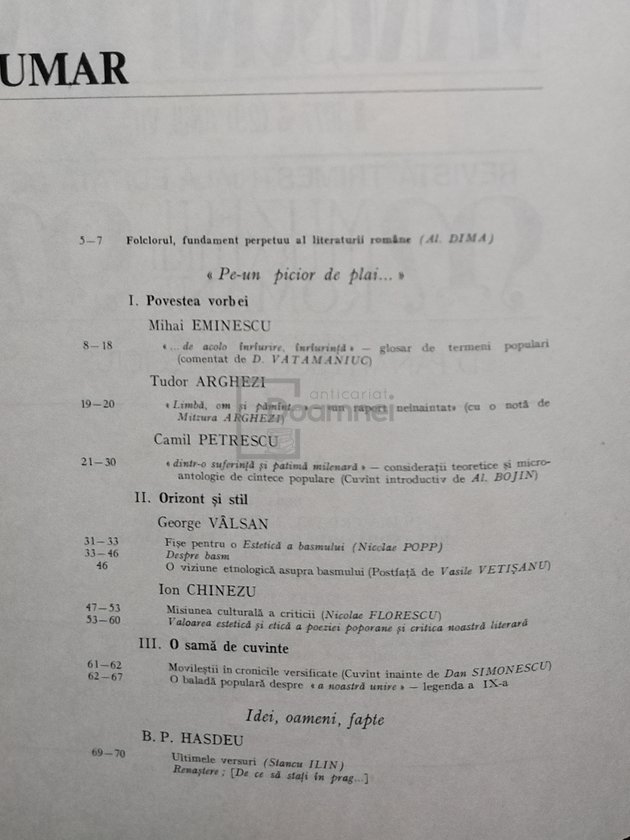 UMAR
5–7 Folclorul, fundament perpetuu al literaturii române (Al. DIMA)
« Pe-un picior de plai... »
I. Povestea vorbei
Mihai EMINESCU
8–18 «... de acolo înrîurire, înrîurință» – glosar de termeni populari
(comentat de D. VATAMANIUC)
Tudor ARGHEZI
19–20 «Limbă, om și pămînt... – «un raport neînaintat» (cu o notă de
Mitzura ARGHEZI)
anticariat
Doamnei
Camil PETRESCU
21–30 «dintr-o suferință și patimă milenară» – considerații teoretice și micro-
antologie de cîntece populare (Cuvînt introductiv de Al. BOJIN)
II. Orizont și stil
George VÂLSAN
31–33 Fișe pentru o Estetică a basmului (Nicolae POPP)
33–46 Despre basm
46 O viziune etnologică asupra basmului (Postfață de Vasile VETIȘANU)
Ion CHINEZU
47–53 Misiunea culturală a criticii (Nicolae FLORESCU)
53–60 Valoarea estetică și etică a poeziei poporane și critica noastră literară
III. O samă de cuvinte
61–62 Movileștii în cronicile versificate (Cuvînt înainte de Dan SIMONESCU)
62–67 O baladă populară despre «a noastră unire» – legenda a IX-a
Idei, oameni, fapte
B. P. HASDEU
69–70 Ultimele versuri (Stancu ILIN)
Renaștere; [De ce să stați în prag...]